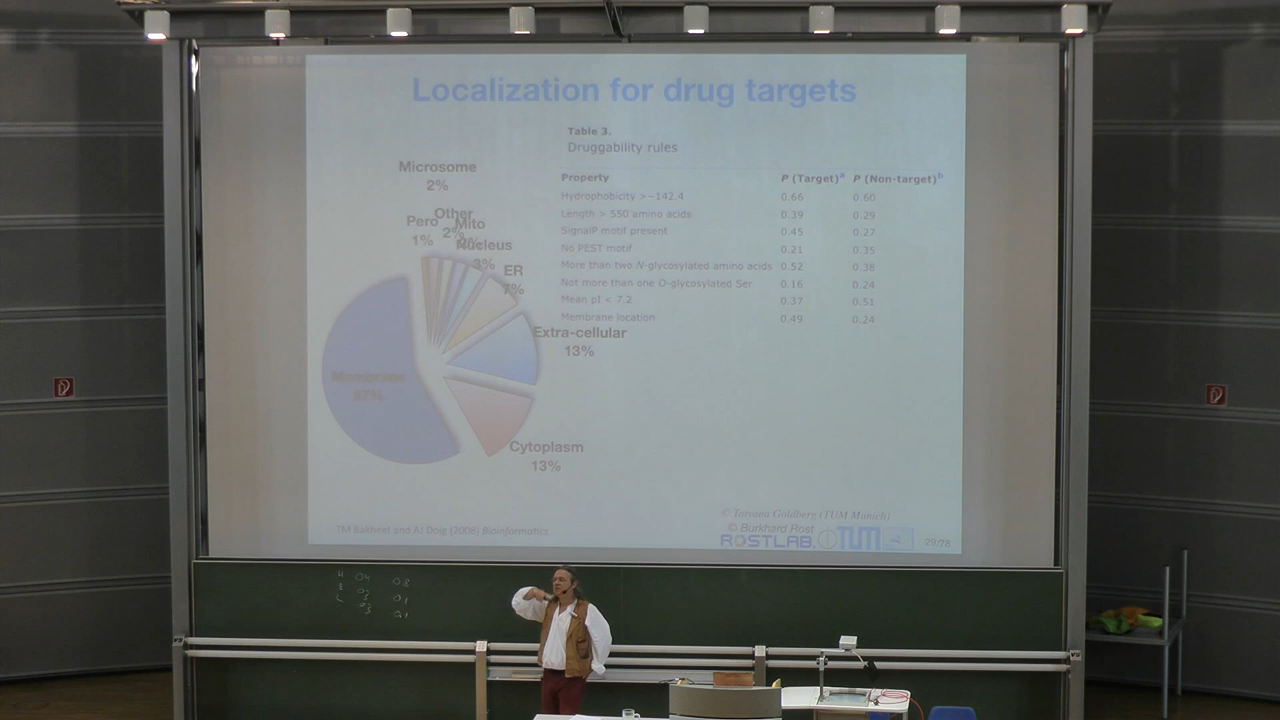 Localization for drug targets
Table 3.
Druggability rules
Property P (Target)a P (Non-target)b
Hydrophobicity >−142.4 0.66 0.60
Length > 550 amino acids 0.39 0.29
SignalP motif present 0.45 0.27
No PEST motif 0.21 0.35
More than two N-glycosylated amino acids 0.52 0.38
Not more than one O-glycosylated Ser 0.16 0.24
Mean pI < 7.2 0.37 0.51
Membrane location 0.49 0.24
Microsome
2%
Other
2%
Pero
1%
Mito
Nucleus
3%
ER
7%
Extra-cellular
13%
Membrane
Cytoplasm
13%
TM Bakheet and AJ Doig (2008) Bioinformatics
© Tatyana Goldberg (TUM Munich)
© Burkhard Rost
ROSTLAB TUM
29/78